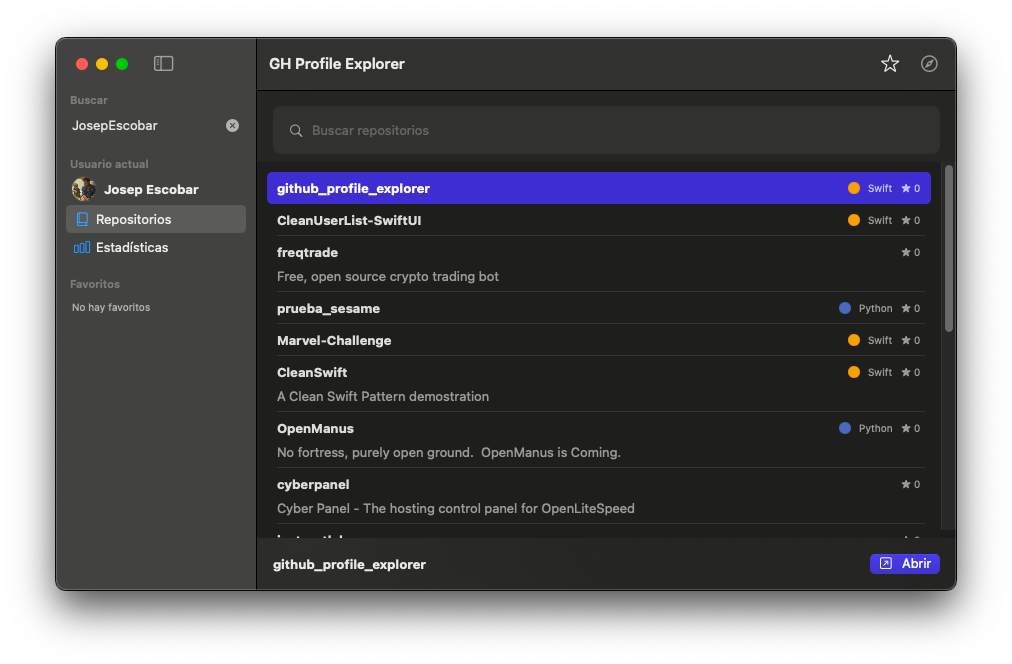 GH Profile Explorer
Buscar
JosepEscobar
Usuario actual
Josep Escobar
Repositorios
Estadísticas
Favoritos
No hay favoritos
Buscar repositorios
github_profile_explorer Swift ★ 0
CleanUserList-SwiftUI Swift ★ 0
freqtrade ★ 0
Free, open source crypto trading bot
prueba_sesame Python ★ 0
Marvel-Challenge Swift ★ 0
CleanSwift Swift ★ 0
A Clean Swift Pattern demostration
OpenManus Python ★ 0
No fortress, purely open ground.  OpenManus is Coming.
cyberpanel ★ 0
Cyber Panel - The hosting control panel for OpenLiteSpeed
github_profile_explorer
Abrir